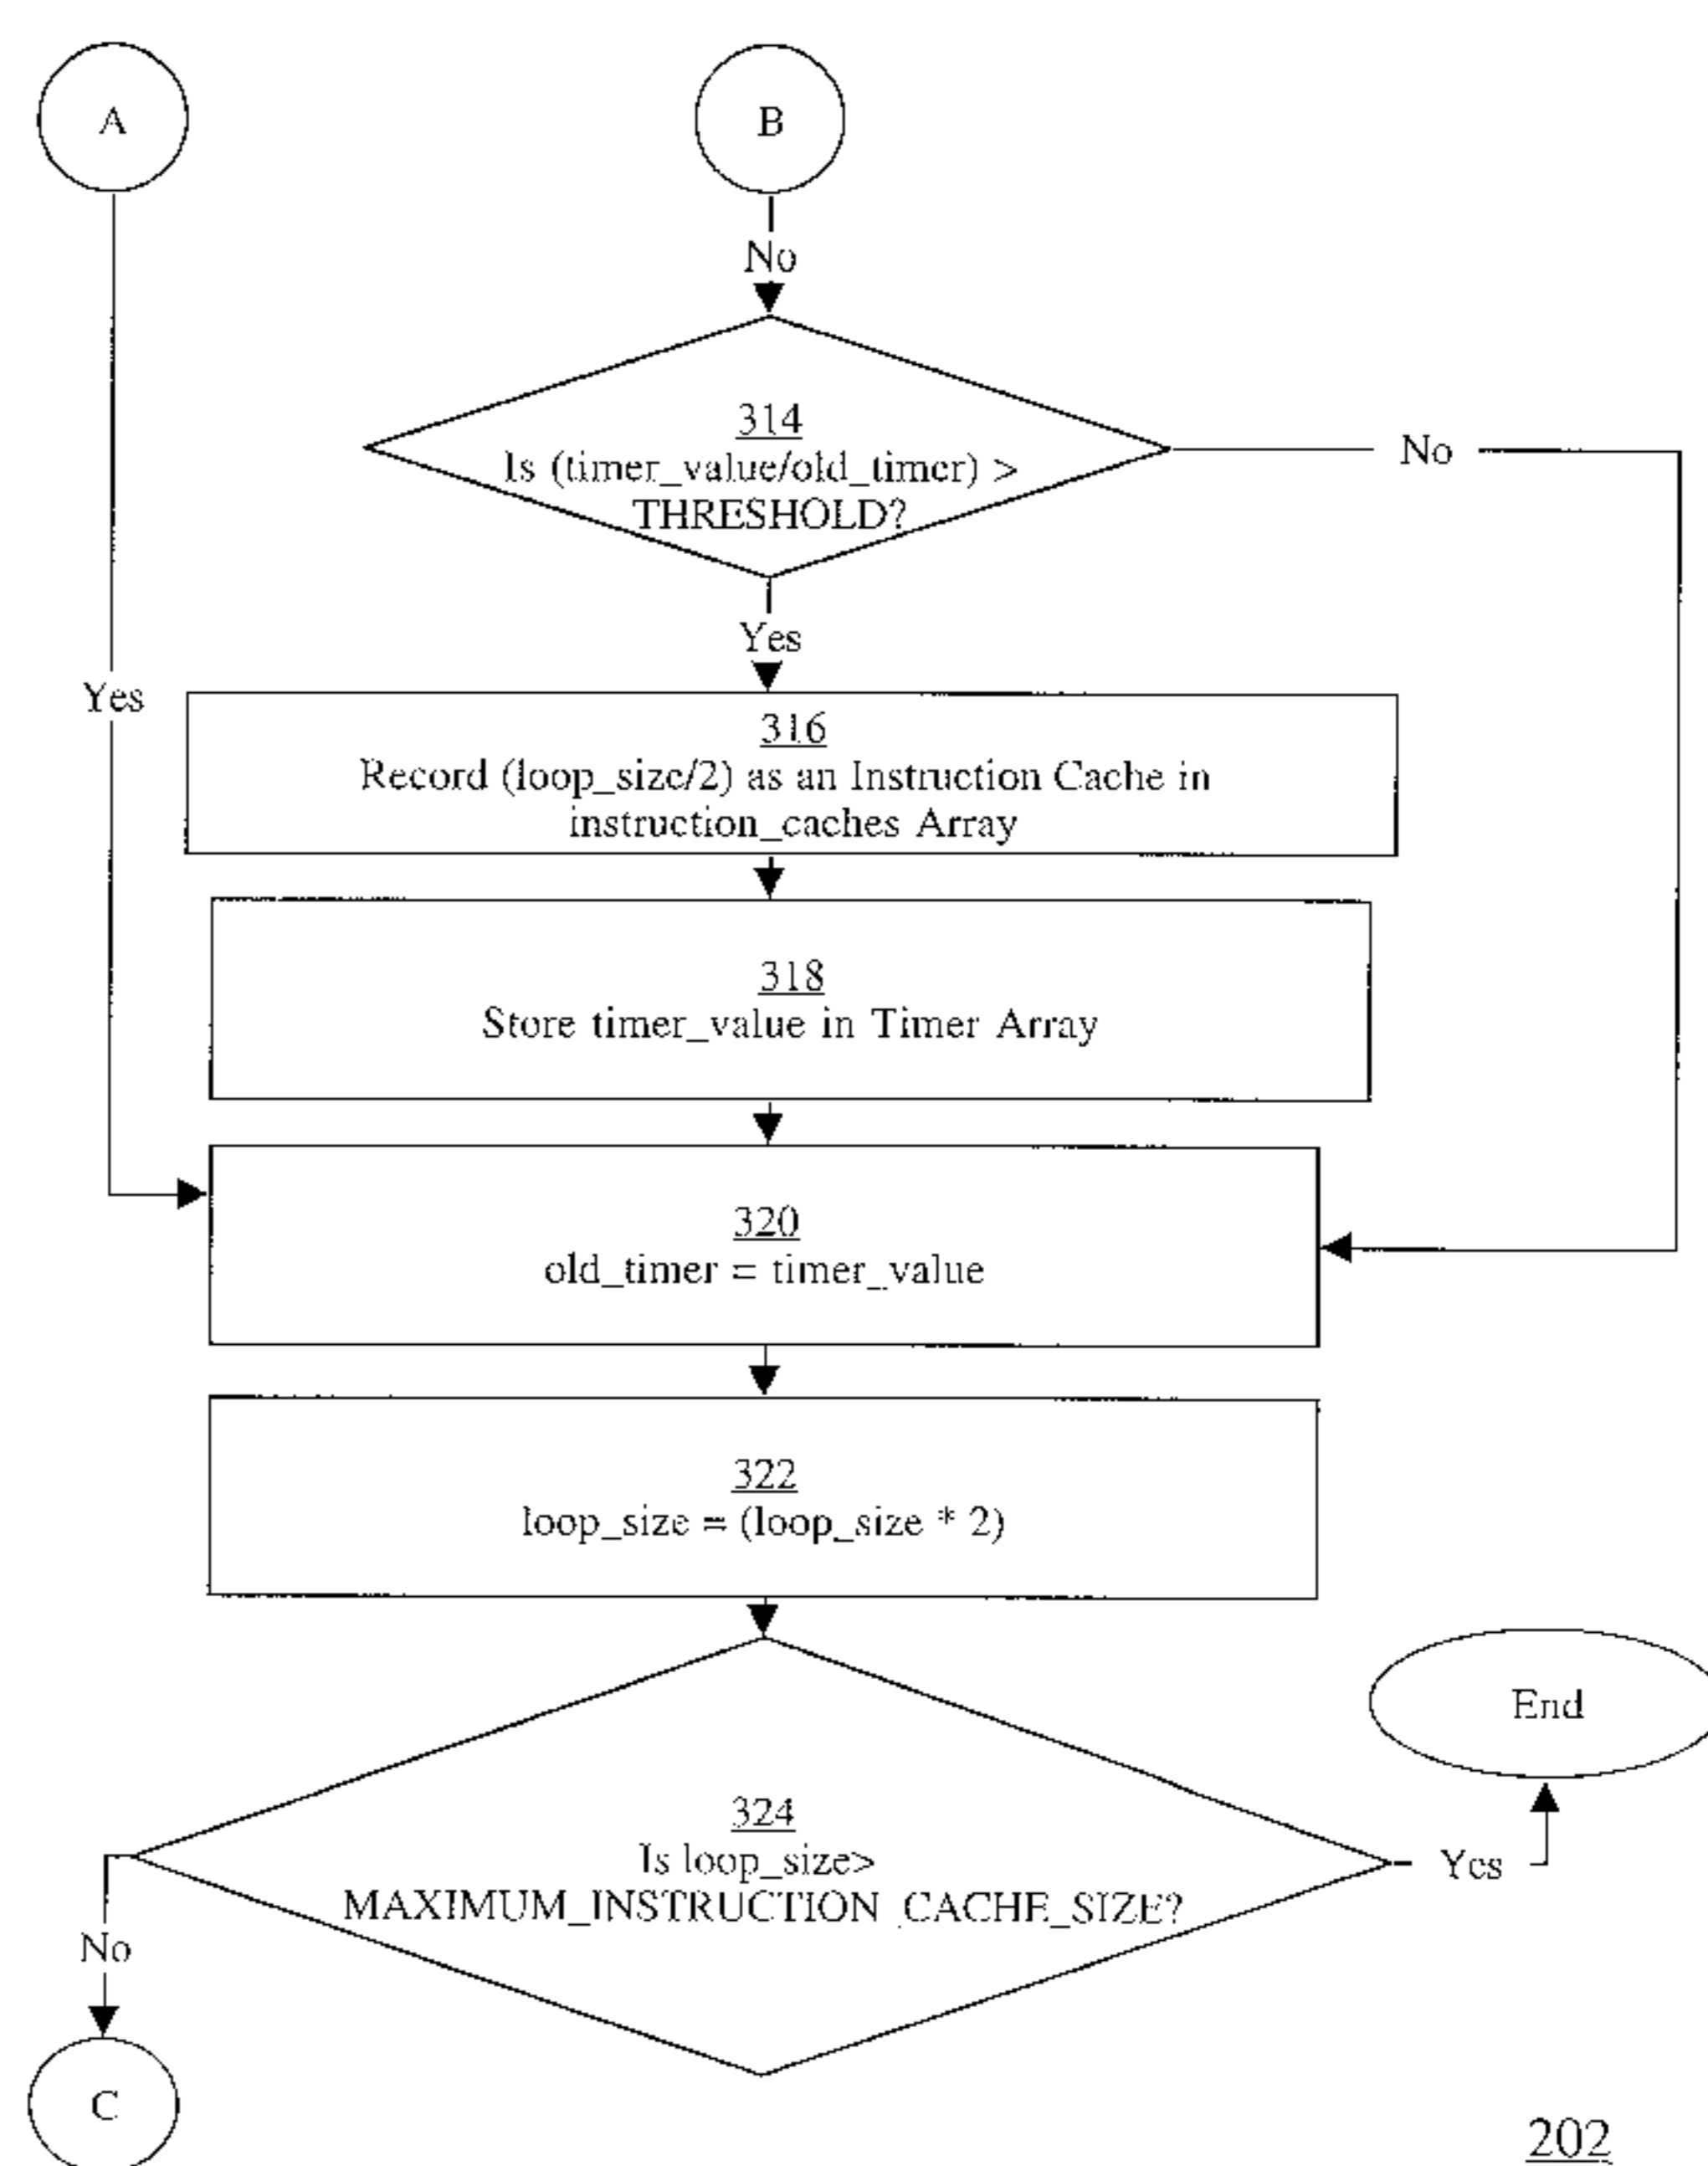 A
B
No
314
Is (timer_value/old_timer) >
THRESHOLD?
No
Yes
Yes
316
Record (loop_size/2) as an Instruction Cache in
instruction_caches Array
318
Store timer_value in Timer Array
320
old_timer = timer_value
322
loop_size = (loop_size * 2)
End
324
Is loop_size>
MAXIMUM_INSTRUCTION_CACHE_SIZE?
Yes
No
C
202